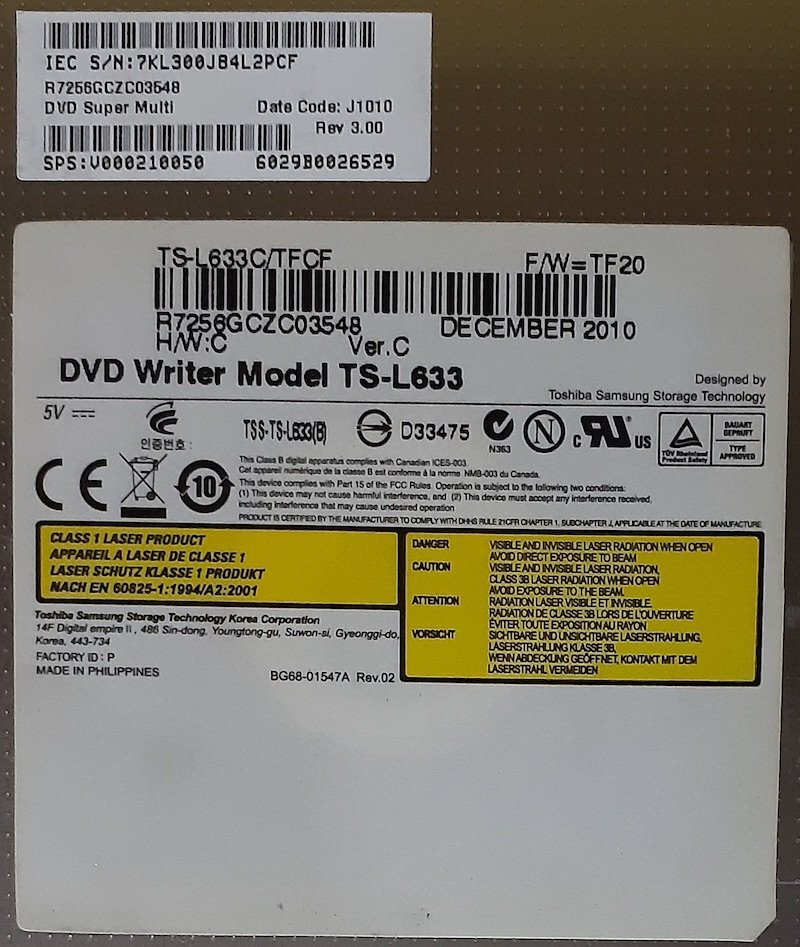 IEC S/N:7KL300J84L2PCF
R7256GCZC03548
DVD Super Multi Date Code: J1010
Rev 3.00
SPS:V000210050 6029B0026529
TS-L633C/TFCF F/W=TF20
R7256GCZC03548 DECEMBER 2010
H/W:C Ver.C
DVD Writer Model TS-L633
Designed by
Toshiba Samsung Storage Technology
5V
인증번호 :
TSS-TS-L633(B)
D33475
N363
N
c RU US
TÜV Rheinland
Product Safety
BAUART
GEPRUFT
TYPE
APPROVED
CE
10
This Class B digital apparatus complies with Canadian ICES-003.
Cet appareil numérique de la classe B est conforme à la norme NMB-003 du Canada.
This device complies with Part 15 of the FCC Rules. Operation is subject to the following two conditions:
(1) This device may not cause harmful interference, and (2) This device must accept any interference received,
including interference that may cause undesired operation
PRODUCT IS CERTIFIED BY THE MANUFACTURER TO COMPLY WITH DHHS RULE 21CFR CHAPTER 1, SUBCHAPTER J, APPLICABLE AT THE DATE OF MANUFACTURE
CLASS 1 LASER PRODUCT
APPAREIL A LASER DE CLASSE 1
LASER SCHUTZ KLASSE 1 PRODUKT
NACH EN 60825-1:1994/A2:2001
DANGER VISIBLE AND INVISIBLE LASER RADIATION WHEN OPEN
AVOID DIRECT EXPOSURE TO BEAM
CAUTION VISIBLE AND INVISIBLE LASER RADIATION,
CLASS 3B LASER RADIATION WHEN OPEN
AVOID EXPOSURE TO THE BEAM.
ATTENTION RADIATION LASER VISIBLE ET INVISIBLE.
RADIATION DE CLASSE 3B LORS DE L'OUVERTURE
ÉVITER TOUTE EXPOSITION AU RAYON
VORSICHT SICHTBARE UND UNSICHTBARE LASERSTRAHLUNG,
LASERSTRAHLUNG KLASSE 3B,
WENN ABDECKUNG GEÖFFNET, KONTAKT MIT DEM
LASERSTRAHL VERMEIDEN
Toshiba Samsung Storage Technology Korea Corporation
14F Digital empire II , 486 Sin-dong, Youngtong-gu, Suwon-si, Gyeonggi-do,
Korea, 443-734
FACTORY ID : P
MADE IN PHILIPPINES
BG68-01547A Rev.02